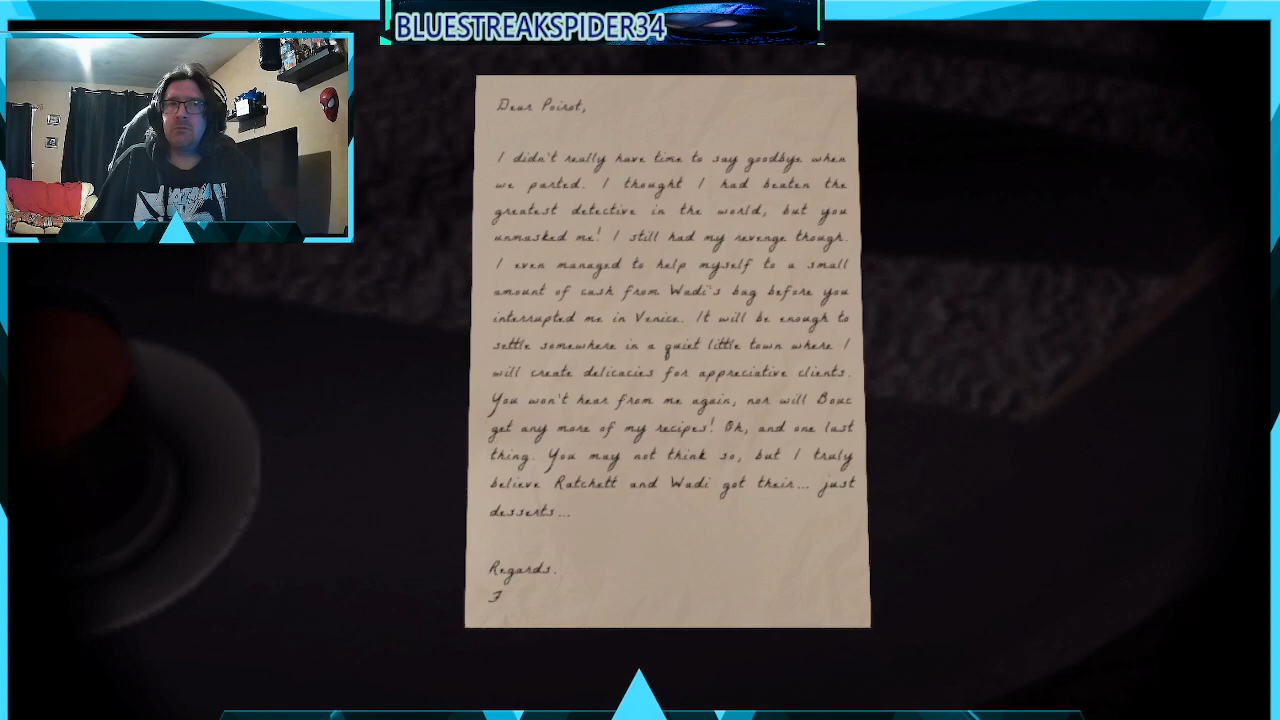 BLUESTREAKSPIDER34
Dear Poirot,
I didn't really have time to say goodbye when
we parted. I thought I had beaten the
greatest detective in the world, but you
unmasked me! I still had my revenge though.
I even managed to help myself to a small
amount of cash from Wadi's bag before you
interrupted me in Venice. It will be enough to
settle somewhere in a quiet little town where I
will create delicacies for appreciative clients.
You won't hear from me again, nor will Bouc
get any more of my recipes! Oh, and one last
thing. You may not think so, but I truly
believe Ratchett and Wadi got their... just
desserts...
Regards.
F